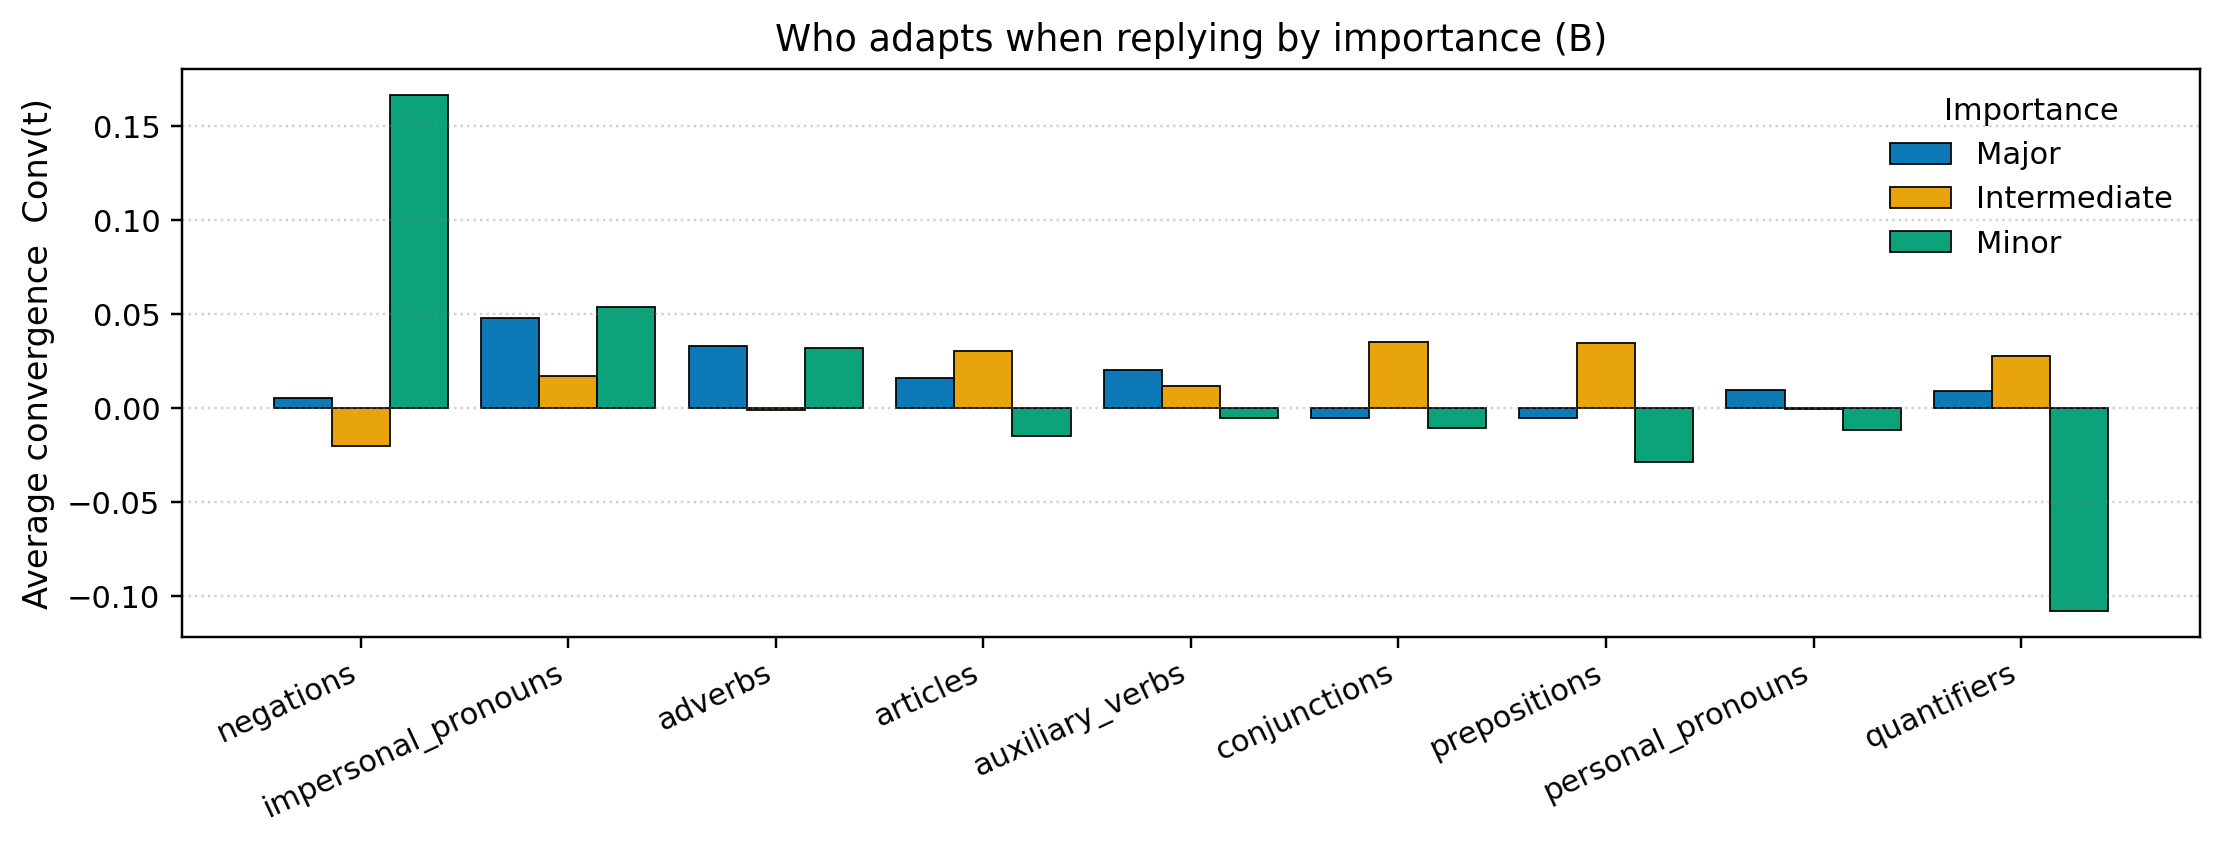 Who adapts when replying by importance (B)
Average convergence  Conv(t)
0.15
0.10
0.05
0.00
−0.05
−0.10
Importance
Major
Intermediate
Minor
negations
impersonal_pronouns
adverbs
articles
auxiliary_verbs
conjunctions
prepositions
personal_pronouns
quantifiers